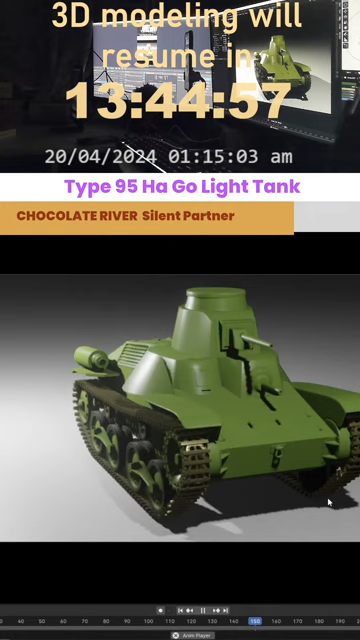 3D modeling will
resume in:
13:44:57
20/04/2024 01:15:03 am
Type 95 Ha Go Light Tank
CHOCOLATE RIVER Silent Partner
30 40 50 60 70 80 90 100 110 120 130 140 150 160 170 180 190
Anim Player